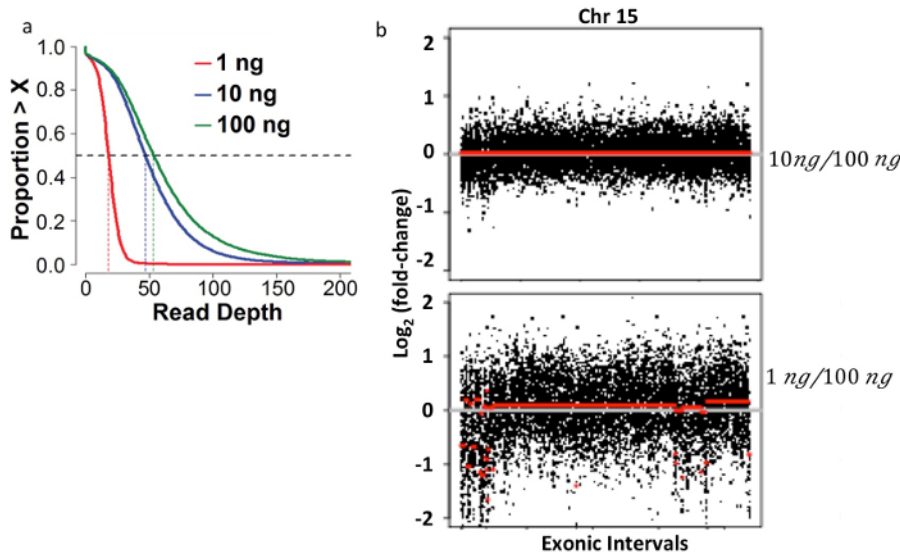 a
1.0
0.8
0.6
0.4
0.2
0.0
Proportion > X
1 ng
10 ng
100 ng
0 50 100 150 200
Read Depth
b
Chr 15
2
1
0
-1
-2
10ng/100 ng
2
1
0
-1
-2
1 ng/100 ng
Log2 (fold-change)
Exonic Intervals